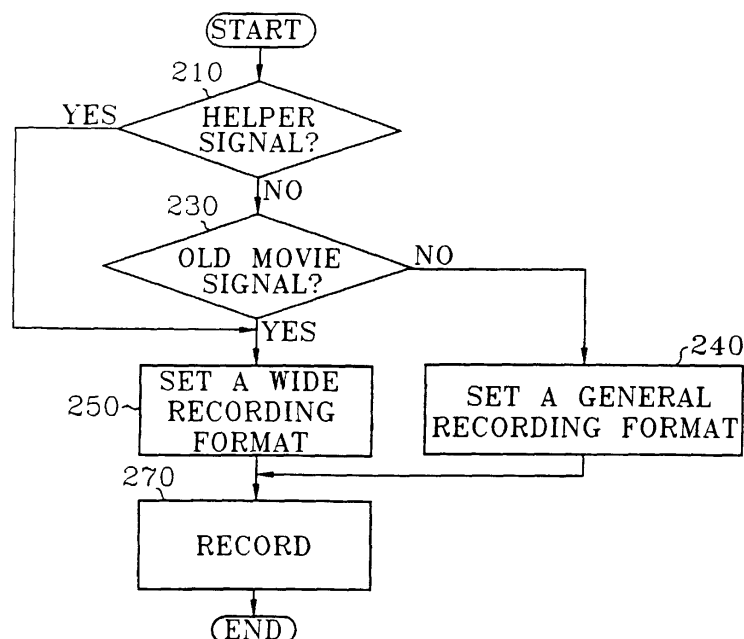 START
210
YES
HELPER
SIGNAL?
NO
230
OLD MOVIE
SIGNAL?
NO
YES
240
250
SET A WIDE
RECORDING
FORMAT
SET A GENERAL
RECORDING FORMAT
270
RECORD
END